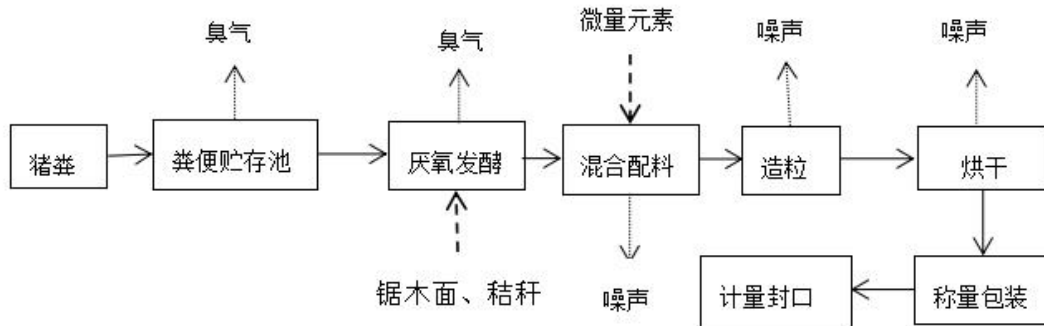 臭气
臭气
微量元素
噪声
噪声
猪粪
粪便贮存池
厌氧发酵
混合配料
造粒
烘干
锯木面、秸秆
噪声
计量封口
称量包装